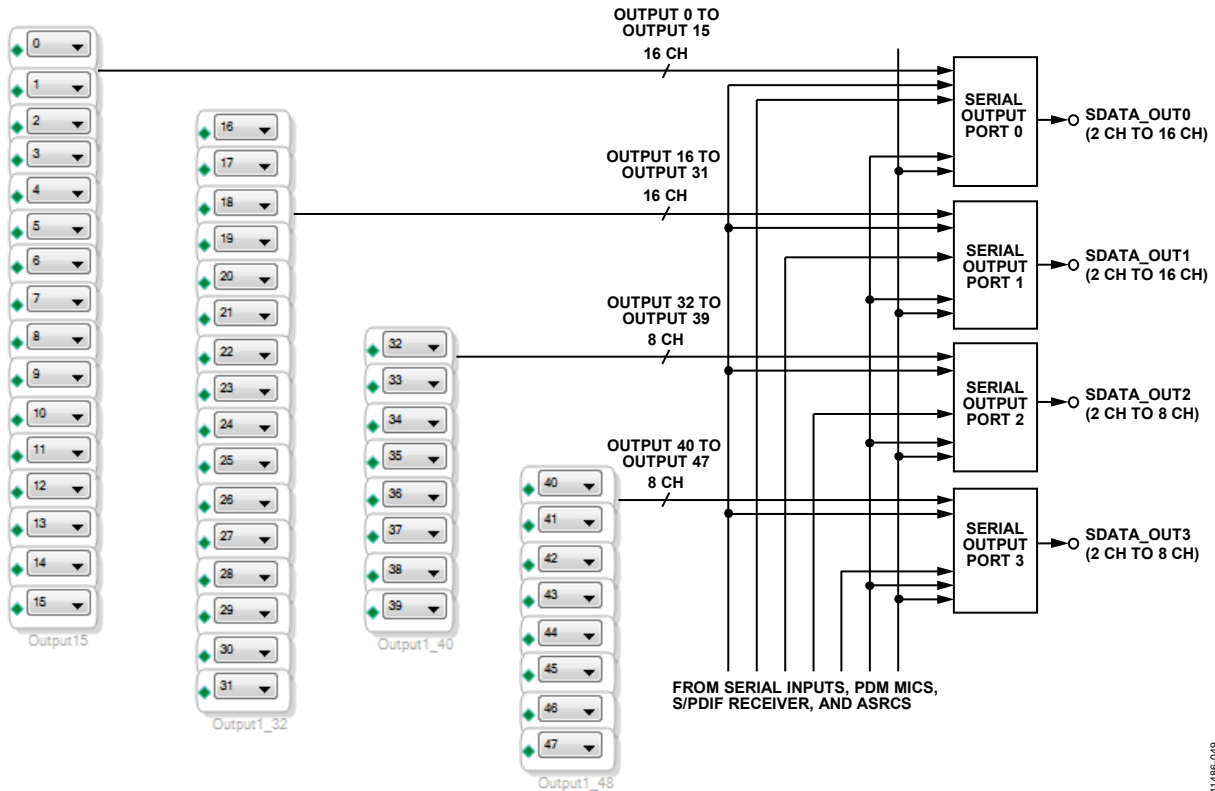 0
1
2
3
4
5
6
7
8
9
10
11
12
13
14
15
Output15
16
17
18
19
20
21
22
23
24
25
26
27
28
29
30
31
Output1_32
32
33
34
35
36
37
38
39
Output1_40
40
41
42
43
44
45
46
47
Output1_48
OUTPUT 0 TO
OUTPUT 15
16 CH
OUTPUT 16 TO
OUTPUT 31
16 CH
OUTPUT 32 TO
OUTPUT 39
8 CH
OUTPUT 40 TO
OUTPUT 47
8 CH
SERIAL
OUTPUT
PORT 0
SDATA_OUT0
(2 CH TO 16 CH)
SERIAL
OUTPUT
PORT 1
SDATA_OUT1
(2 CH TO 16 CH)
SERIAL
OUTPUT
PORT 2
SDATA_OUT2
(2 CH TO 8 CH)
SERIAL
OUTPUT
PORT 3
SDATA_OUT3
(2 CH TO 8 CH)
FROM SERIAL INPUTS, PDM MICS,
S/PDIF RECEIVER, AND ASRCS
11486-049